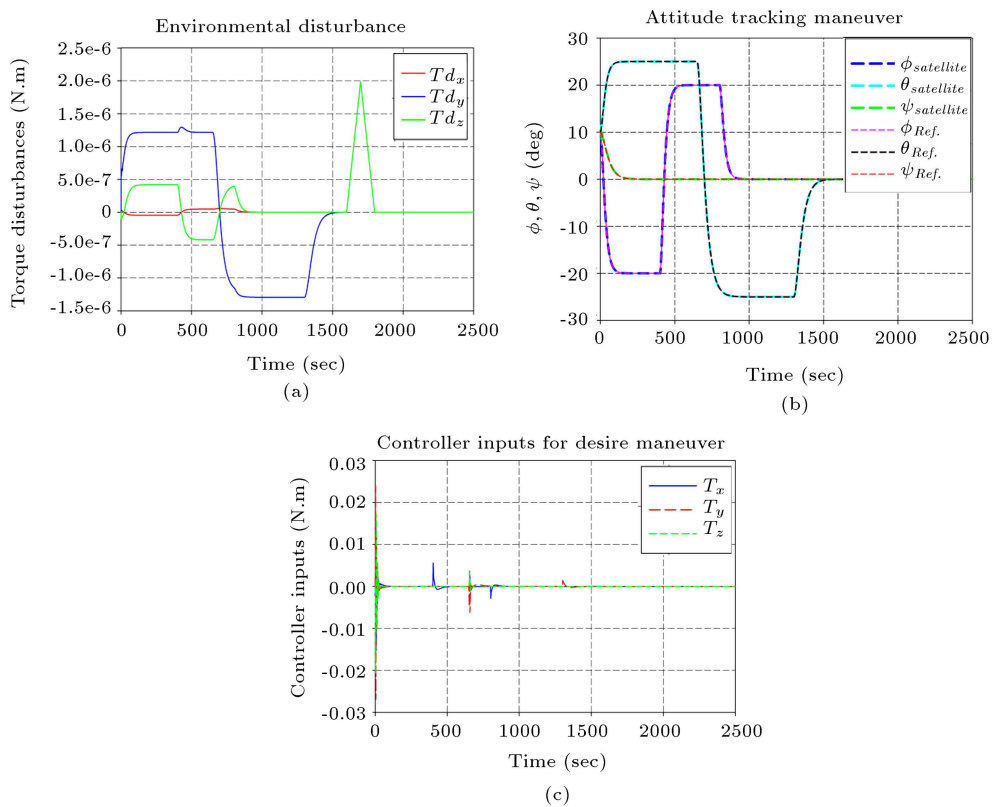 Environmental disturbance
Torque disturbances (N.m)
2.5e-6
2.0e-6
1.5e-6
1.0e-6
5.0e-7
0
-5.0e-7
-1.0e-6
-1.5e-6
Td_x
Td_y
Td_z
0 500 1000 1500 2000 2500
Time (sec)
(a)
Attitude tracking maneuver
ϕ, θ, ψ (deg)
30
20
10
0
-10
-20
-30
ϕ_satellite
θ_satellite
ψ_satellite
ϕ_Ref.
θ_Ref.
ψ_Ref.
0 500 1000 1500 2000 2500
Time (sec)
(b)
Controller inputs for desire maneuver
Controller inputs (N.m)
0.03
0.02
0.01
0.00
-0.01
-0.02
-0.03
T_x
T_y
T_z
0 500 1000 1500 2000 2500
Time (sec)
(c)